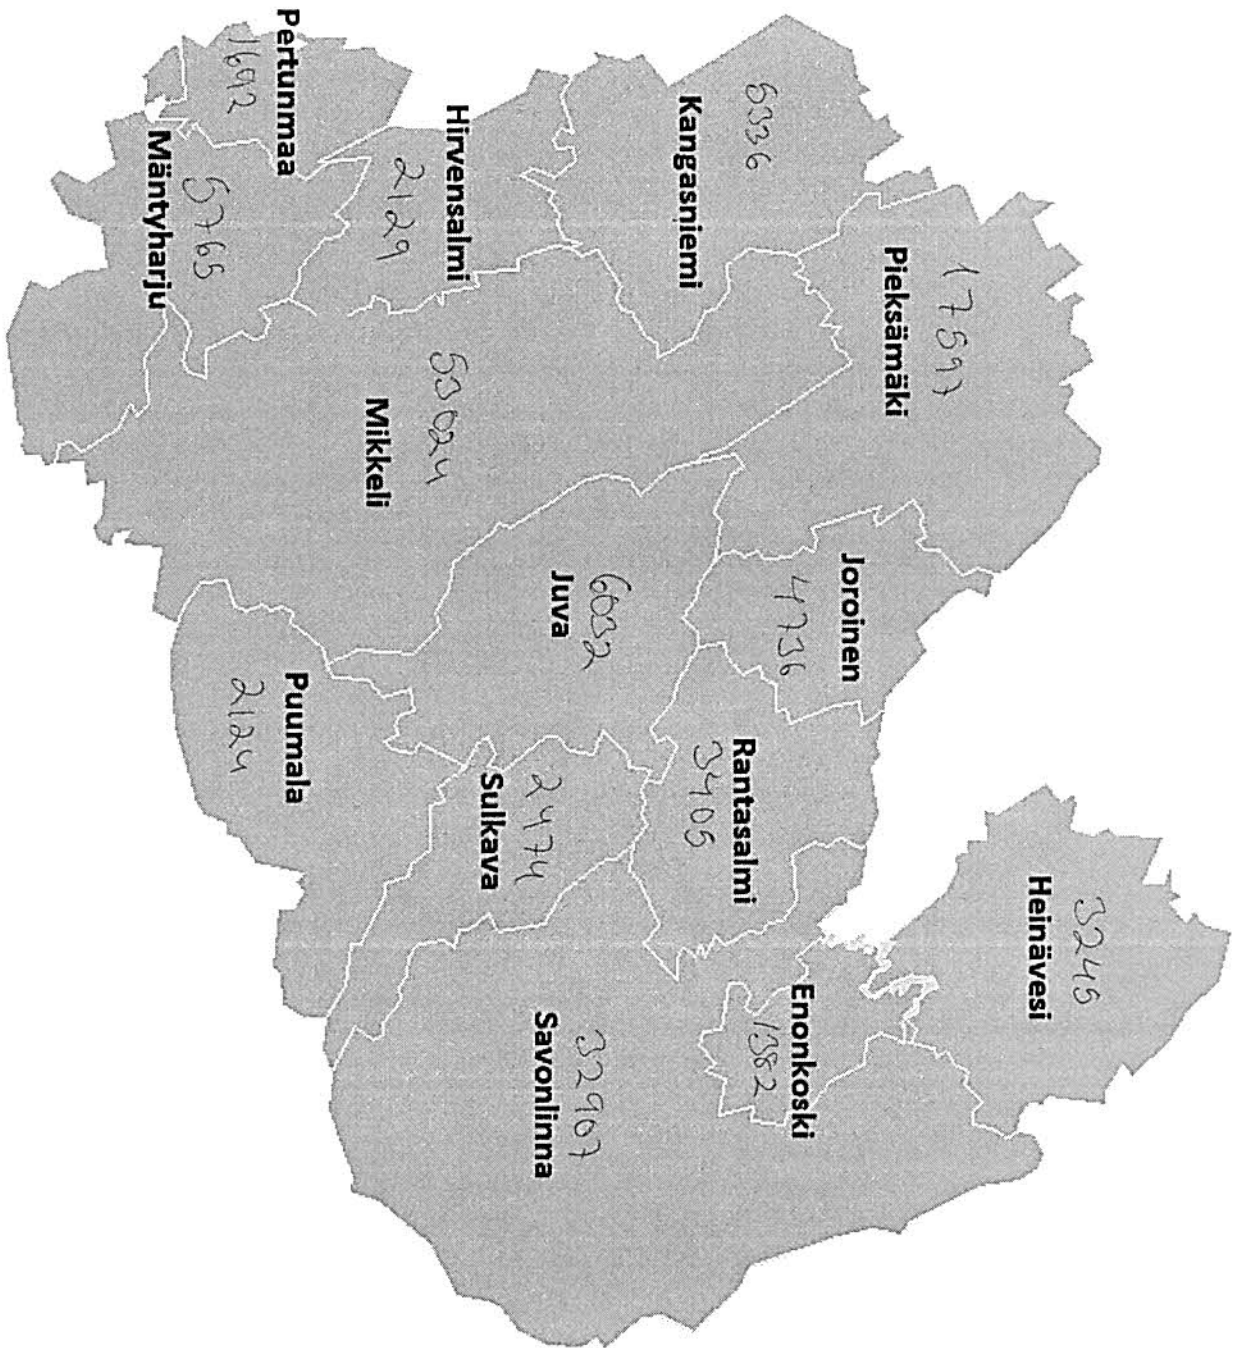 Heinävesi
3245
Pieksämäki
17597
Kangasniemi
5336
Joroinen
4736
Rantasalmi
3405
Enonkoski
1382
Hirvensalmi
2129
Mikkeli
53024
Juva
6032
Sulkava
2474
Savonlinna
32907
Pertunmaa
1692
Mäntyharju
5765
Puumala
2124